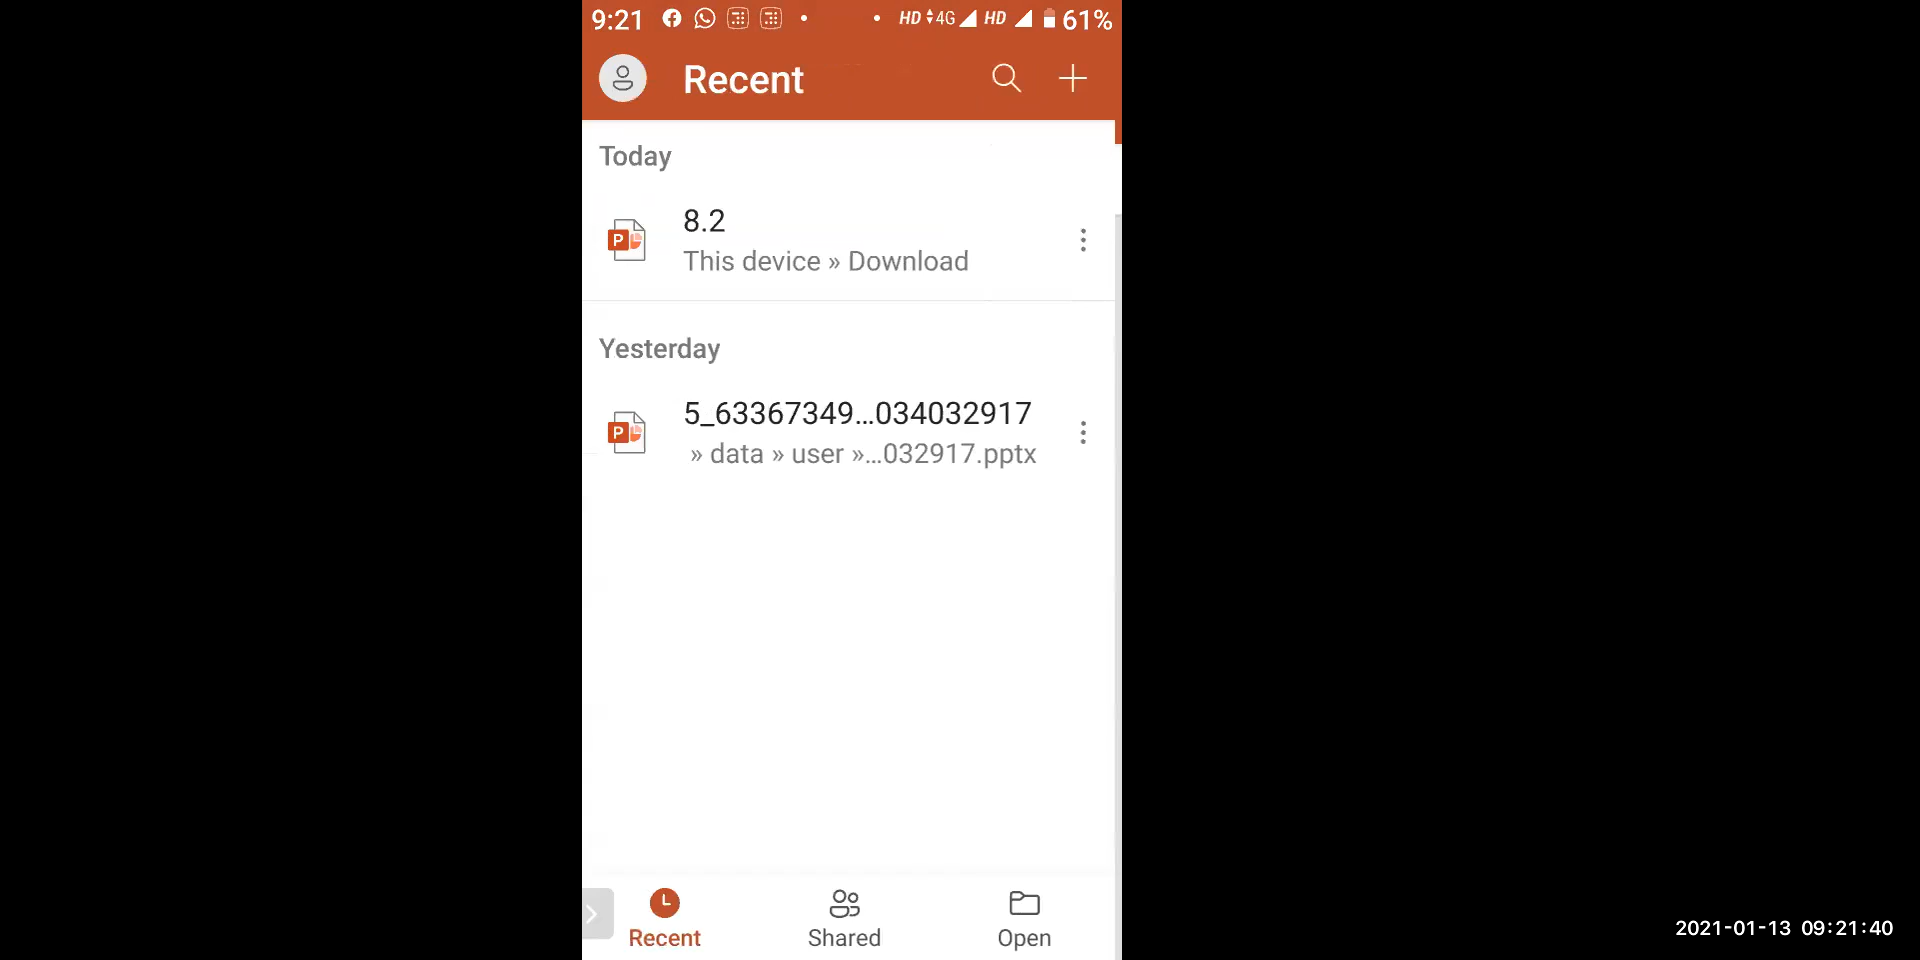 9:21 HD 4G HD 61%
Recent
Today
8.2
This device » Download
Yesterday
5_63367349...034032917
» data » user »...032917.pptx
Recent Shared Open
2021-01-13 09:21:40